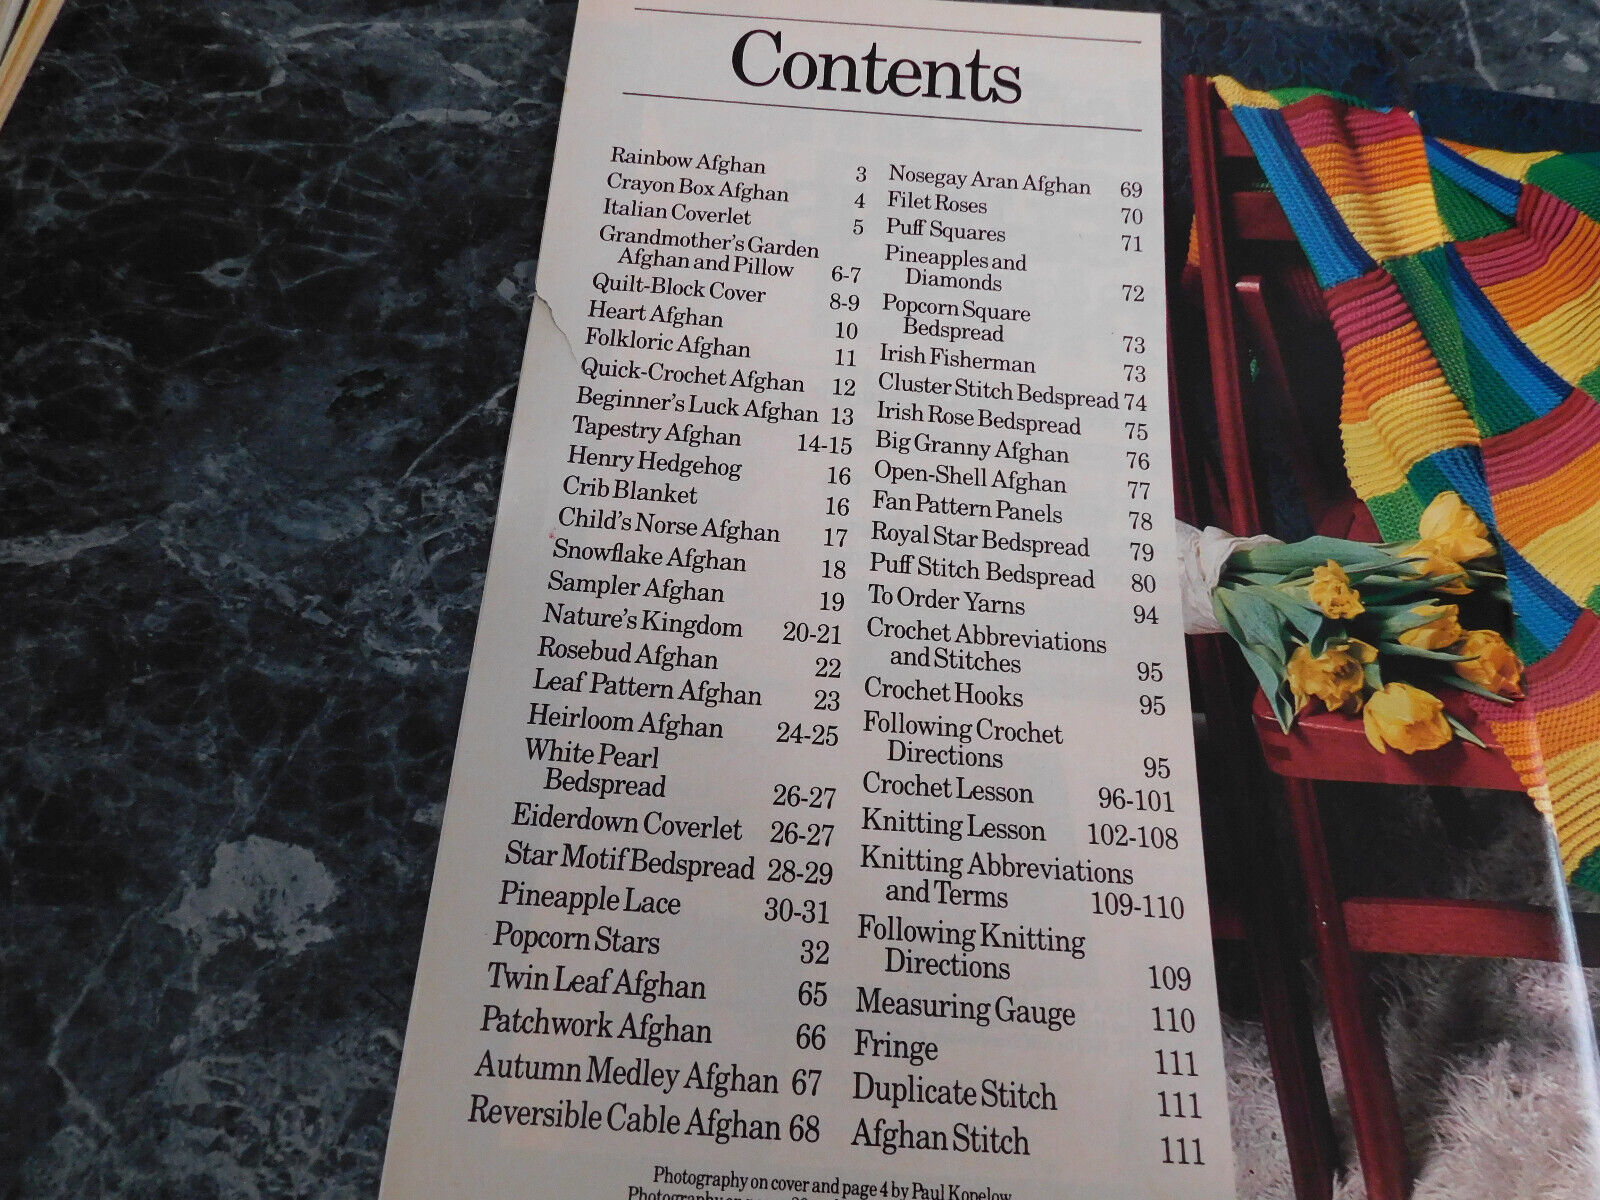 Contents
Rainbow Afghan 3
Crayon Box Afghan 4
Italian Coverlet 5
Grandmother's Garden
Afghan and Pillow 6-7
Quilt-Block Cover 8-9
Heart Afghan 10
Folkloric Afghan 11
Quick-Crochet Afghan 12
Beginner's Luck Afghan 13
Tapestry Afghan 14-15
Henry Hedgehog 16
Crib Blanket 16
Child's Norse Afghan 17
Snowflake Afghan 18
Sampler Afghan 19
Nature's Kingdom 20-21
Rosebud Afghan 22
Leaf Pattern Afghan 23
Heirloom Afghan 24-25
White Pearl
Bedspread 26-27
Eiderdown Coverlet 26-27
Star Motif Bedspread 28-29
Pineapple Lace 30-31
Popcorn Stars 32
Twin Leaf Afghan 65
Patchwork Afghan 66
Autumn Medley Afghan 67
Reversible Cable Afghan 68
Nosegay Aran Afghan 69
Filet Roses 70
Puff Squares 71
Pineapples and
Diamonds 72
Popcorn Square
Bedspread 73
Irish Fisherman 73
Cluster Stitch Bedspread 74
Irish Rose Bedspread 75
Big Granny Afghan 76
Open-Shell Afghan 77
Fan Pattern Panels 78
Royal Star Bedspread 79
Puff Stitch Bedspread 80
To Order Yarns 94
Crochet Abbreviations
and Stitches 95
Crochet Hooks 95
Following Crochet
Directions 95
Crochet Lesson 96-101
Knitting Lesson 102-108
Knitting Abbreviations
and Terms 109-110
Following Knitting
Directions 109
Measuring Gauge 110
Fringe 111
Duplicate Stitch 111
Afghan Stitch 111
Photography on cover and page 4 by Paul Kopelow
Photography on